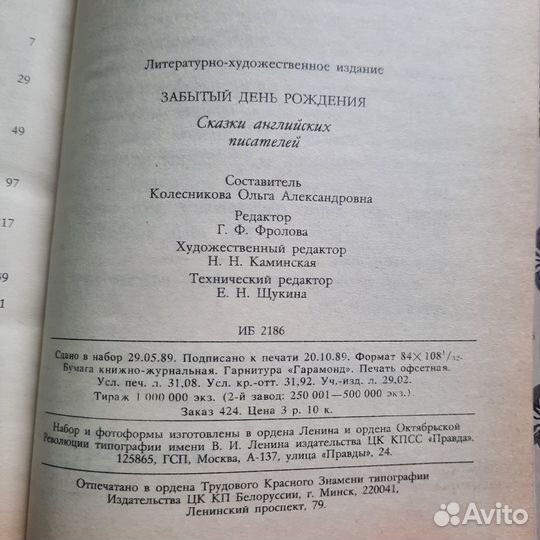 7
29
49
97
17
59
1
Литературно-художественное издание
ЗАБЫТЫЙ ДЕНЬ РОЖДЕНИЯ
Сказки английских
писателей
Составитель
Колесникова Ольга Александровна
Редактор
Г. Ф. Фролова
Художественный редактор
Н. Н. Каминская
Технический редактор
Е. Н. Щукина
ИБ 2186
Сдано в набор 29.05.89. Подписано к печати 20.10.89. Формат 84×108¹/₃₂.
Бумага книжно-журнальная. Гарнитура «Гарамонд». Печать офсетная.
Усл. печ. л. 31,08. Усл. кр.-отт. 31,92. Уч.-изд. л. 29,02.
Тираж 1 000 000 экз. (2-й завод: 250 001—500 000 экз.).
Заказ 424. Цена 3 р. 10 к.
Набор и фотоформы изготовлены в ордена Ленина и ордена Октябрьской
Революции типографии имени В. И. Ленина издательства ЦК КПСС «Правда».
125865, ГСП, Москва, А-137, улица «Правды», 24.
Отпечатано в ордена Трудового Красного Знамени типографии
Издательства ЦК КП Белоруссии, г. Минск, 220041,
Ленинский проспект, 79.
Avito